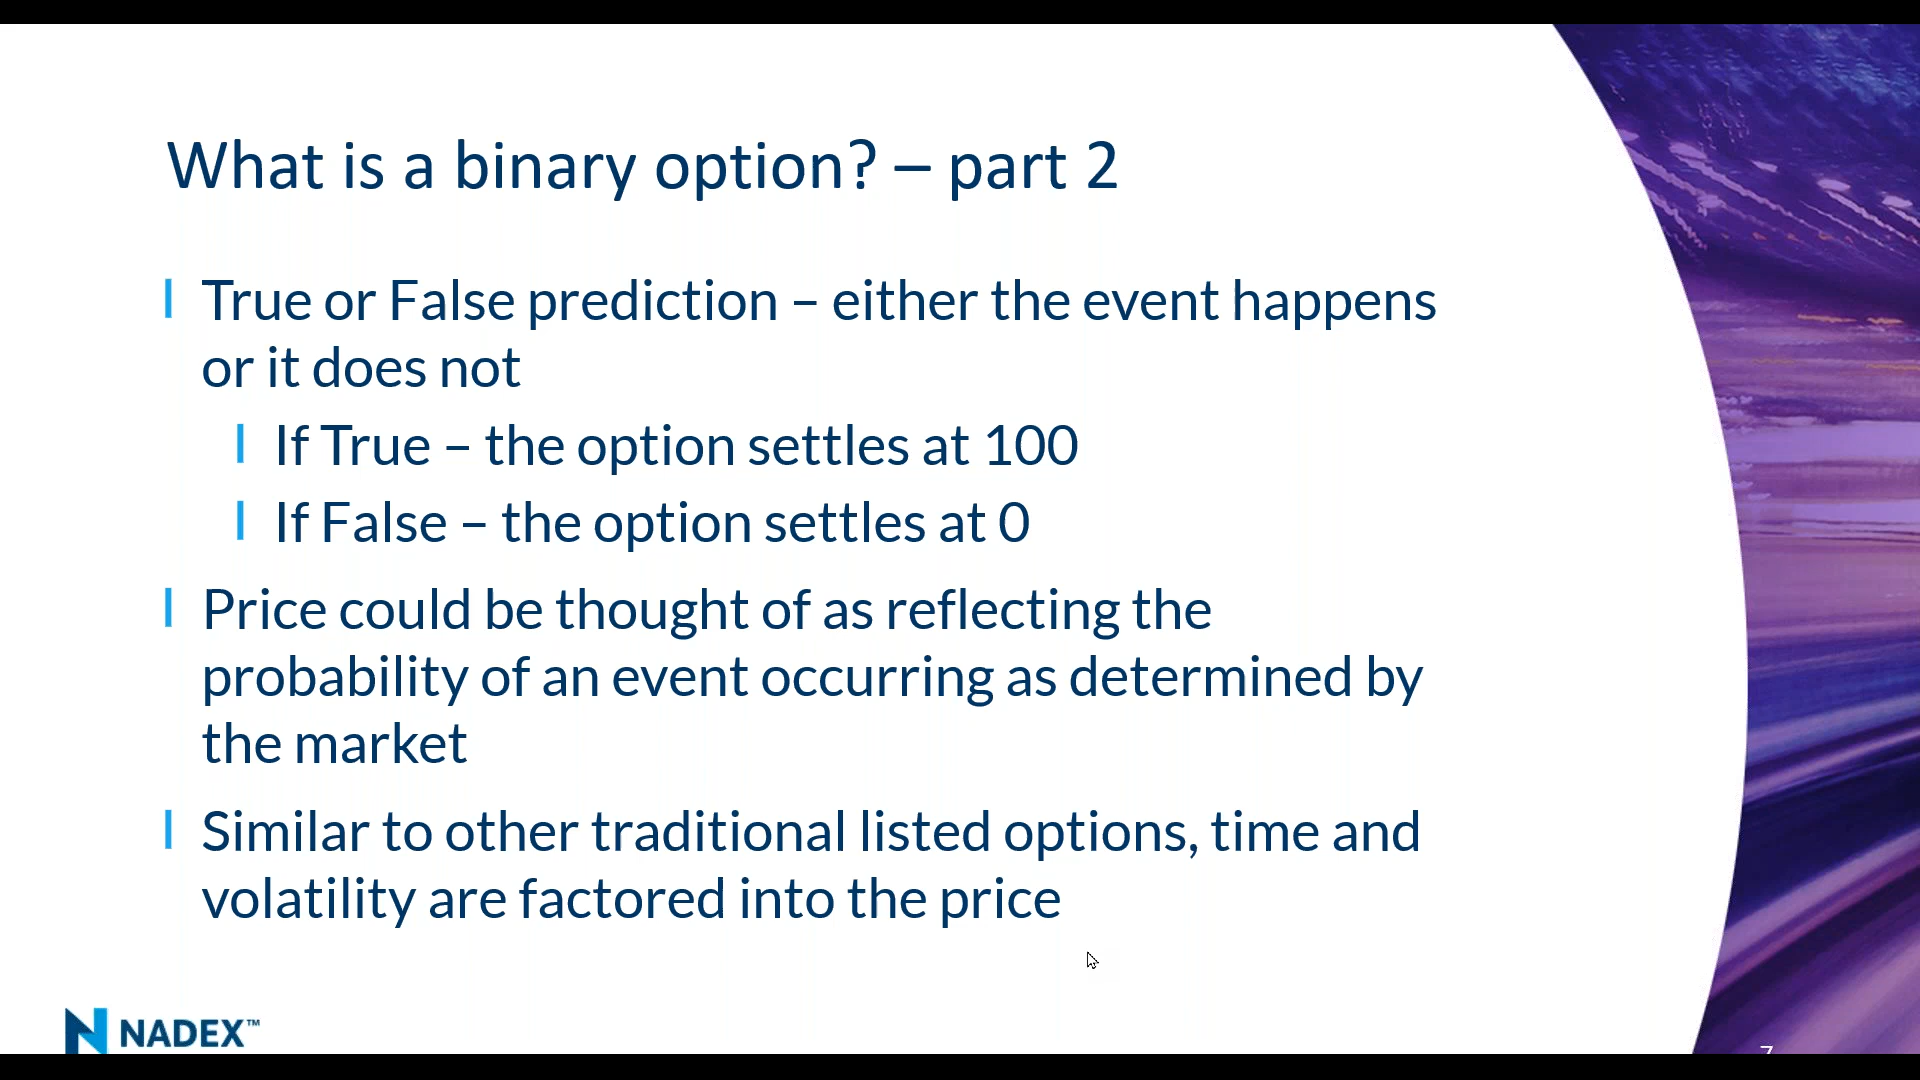 What is a binary option? – part 2
True or False prediction – either the event happens
or it does not
If True – the option settles at 100
If False – the option settles at 0
Price could be thought of as reflecting the
probability of an event occurring as determined by
the market
Similar to other traditional listed options, time and
volatility are factored into the price
NADEX™
7